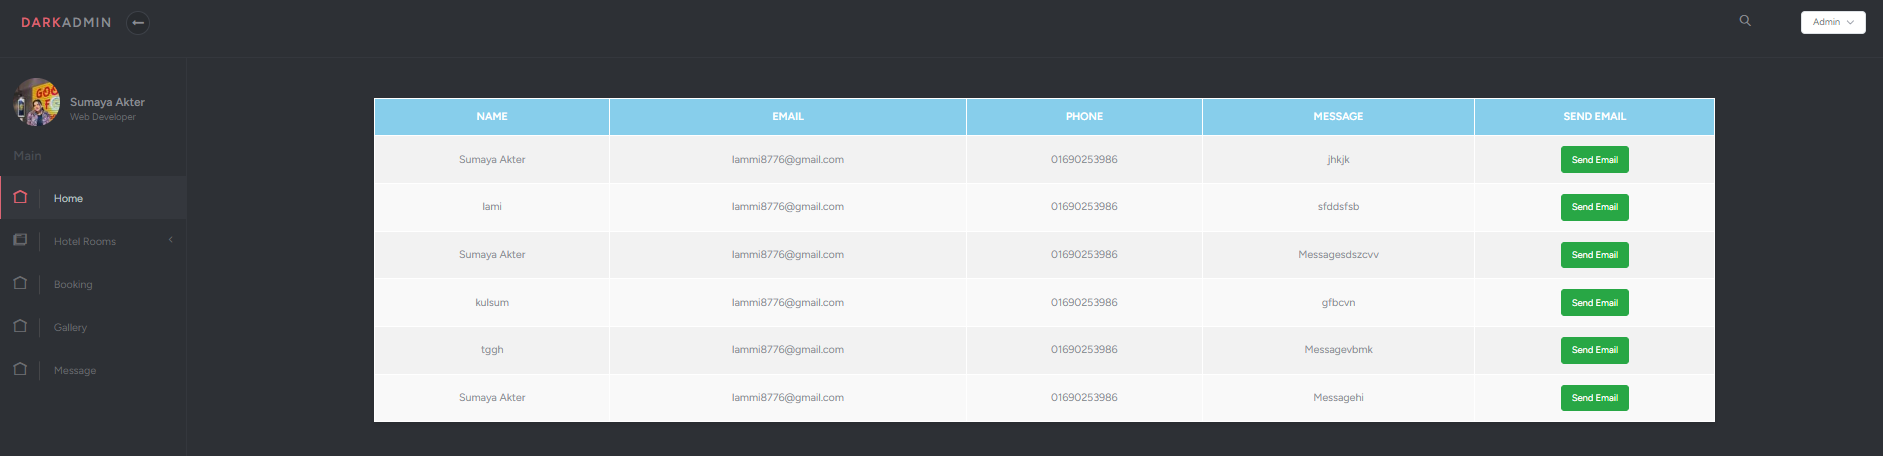 DARKADMIN
Admin
Sumaya Akter
Web Developer
Main
Home
Hotel Rooms
Booking
Gallery
Message
NAME EMAIL PHONE MESSAGE SEND EMAIL
Sumaya Akter lammi8776@gmail.com 01690253986 jhkjk Send Email
lami lammi8776@gmail.com 01690253986 sfddsfsb Send Email
Sumaya Akter lammi8776@gmail.com 01690253986 Messagesdszcvv Send Email
kulsum lammi8776@gmail.com 01690253986 gfbcvn Send Email
tggh lammi8776@gmail.com 01690253986 Messagevbmk Send Email
Sumaya Akter lammi8776@gmail.com 01690253986 Messagehi Send Email